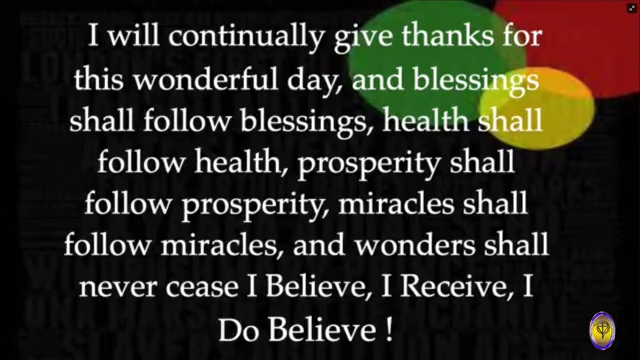 I will continually give thanks for
this wonderful day, and blessings
shall follow blessings, health shall
follow health, prosperity shall
follow prosperity, miracles shall
follow miracles, and wonders shall
never cease I Believe, I Receive, I
Do Believe !